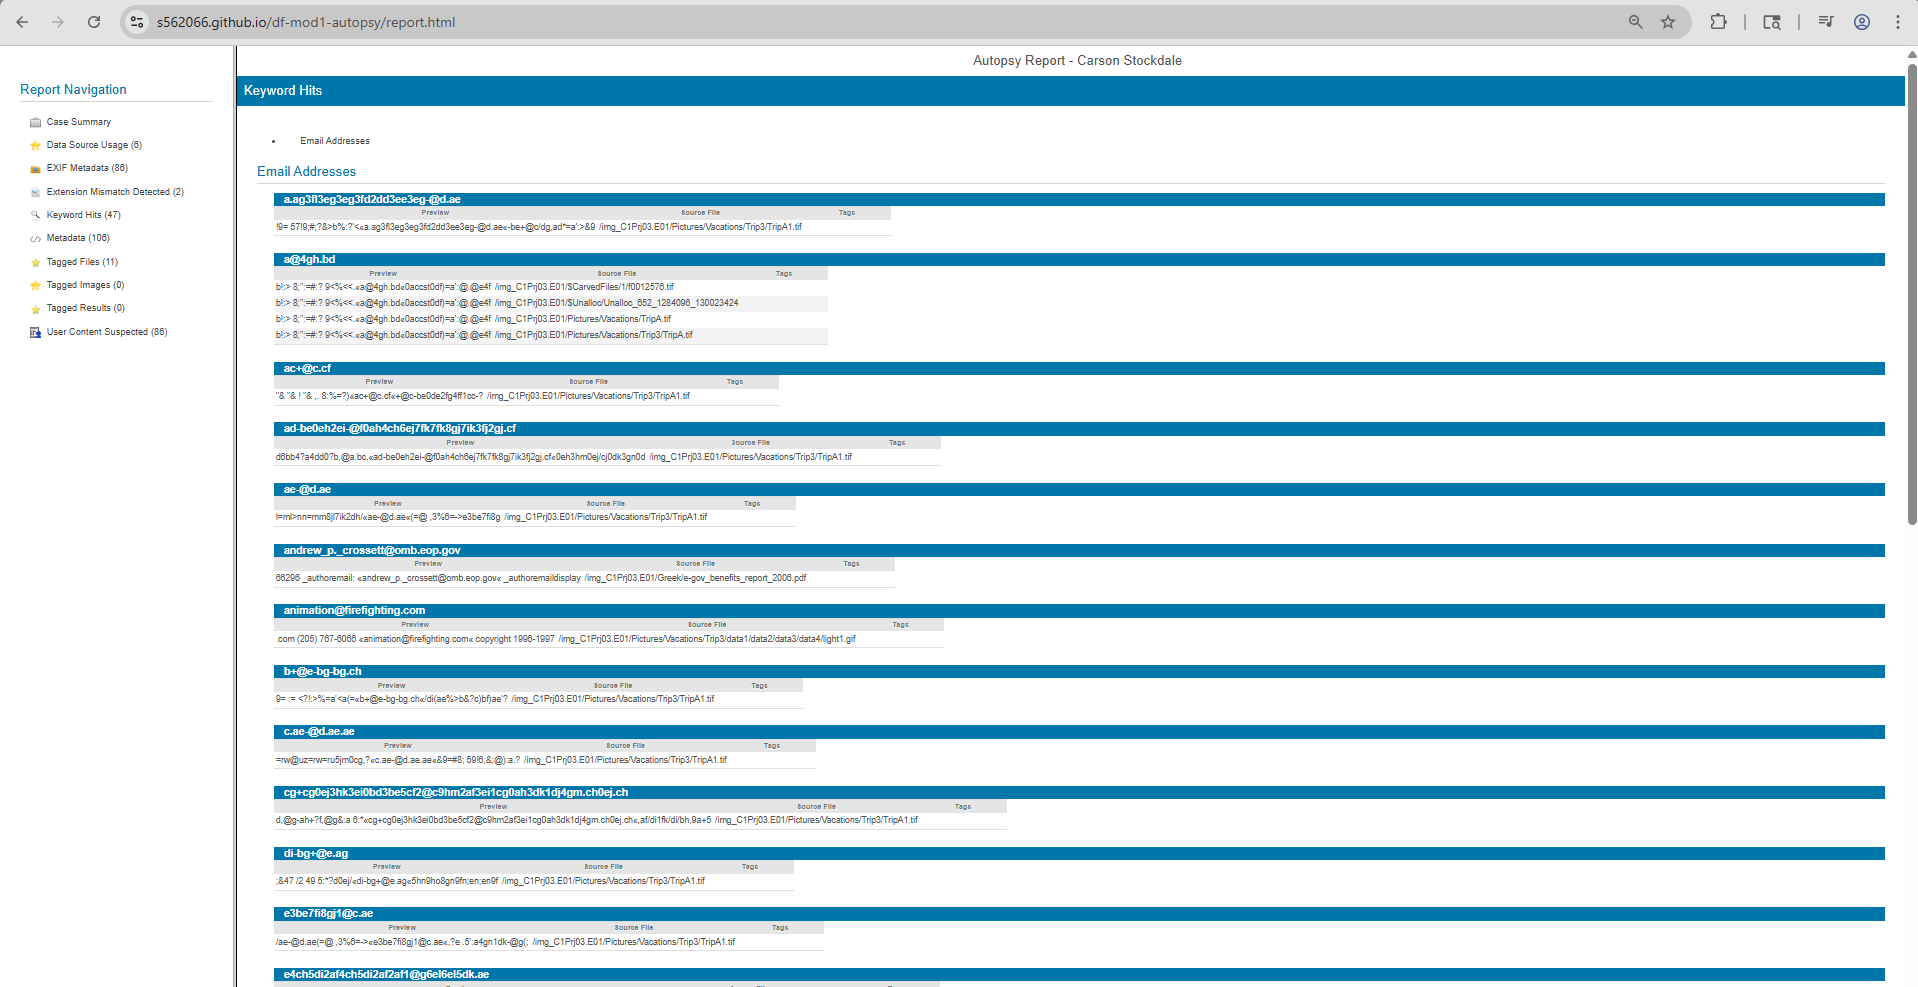 s562066.github.io/df-mod1-autopsy/report.html
Autopsy Report - Carson Stockdale
Report Navigation
Case Summary
Data Source Usage (6)
EXIF Metadata (86)
Extension Mismatch Detected (2)
Keyword Hits (47)
Metadata (106)
Tagged Files (11)
Tagged Images (0)
Tagged Results (0)
User Content Suspected (86)
Keyword Hits
• Email Addresses
Email Addresses
a.ag3fl3eg3eg3fd2dd3ee3eg-@d.ae
Preview Source File Tags
!9= 57!9;#;?&>b%:?'<«a.ag3fl3eg3eg3fd2dd3ee3eg-@d.ae«-be+@c/dg,ad*=a':>&9 /img_C1Prj03.E01/Pictures/Vacations/Trip3/TripA1.tif
a@4gh.bd
Preview Source File Tags
b!:> 8;":=#:? 9<%<<.«a@4gh.bd«0accst0df)=a':@.@e4f /img_C1Prj03.E01/$CarvedFiles/1/f0012576.tif
b!:> 8;":=#:? 9<%<<.«a@4gh.bd«0accst0df)=a':@.@e4f /img_C1Prj03.E01/$Unalloc/Unalloc_652_1284096_130023424
b!:> 8;":=#:? 9<%<<.«a@4gh.bd«0accst0df)=a':@.@e4f /img_C1Prj03.E01/Pictures/Vacations/TripA.tif
b!:> 8;":=#:? 9<%<<.«a@4gh.bd«0accst0df)=a':@.@e4f /img_C1Prj03.E01/Pictures/Vacations/Trip3/TripA.tif
ac+@c.cf
Preview Source File Tags
"& "& ! "& ,. 8:%=?)«ac+@c.cf«+@c-be0de2fg4ff1cc-? /img_C1Prj03.E01/Pictures/Vacations/Trip3/TripA1.tif
ad-be0eh2ei-@f0ah4ch6ej7fk7fk8gj7ik3fj2gj.cf
Preview Source File Tags
d6bb4?a4dd0?b,@a.bc,«ad-be0eh2ei-@f0ah4ch6ej7fk7fk8gj7ik3fj2gj.cf«0eh3hm0ej/cj0dk3gn0d /img_C1Prj03.E01/Pictures/Vacations/Trip3/TripA1.tif
ae-@d.ae
Preview Source File Tags
l=ml>nn=mm8jl7ik2dh/«ae-@d.ae«(=@ ,3%6=->e3be7fi8g /img_C1Prj03.E01/Pictures/Vacations/Trip3/TripA1.tif
andrew_p._crossett@omb.eop.gov
Preview Source File Tags
66296 _authoremail: «andrew_p._crossett@omb.eop.gov« _authoremaildisplay /img_C1Prj03.E01/Greek/e-gov_benefits_report_2006.pdf
animation@firefighting.com
Preview Source File Tags
.com (205) 767-6066 «animation@firefighting.com« copyright 1996-1997 /img_C1Prj03.E01/Pictures/Vacations/Trip3/data1/data2/data3/data4/light1.gif
b+@e-bg-bg.ch
Preview Source File Tags
9= := <?!:>%=a'<a(=«b+@e-bg-bg.ch«/di(ae%>b&?c)bf)ae'? /img_C1Prj03.E01/Pictures/Vacations/Trip3/TripA1.tif
c.ae-@d.ae.ae
Preview Source File Tags
=rw@uz=rw=ru5jm0cg,?«c.ae-@d.ae.ae«&9=#8; 59!6;&;@):a.? /img_C1Prj03.E01/Pictures/Vacations/Trip3/TripA1.tif
cg+cg0ej3hk3ei0bd3be5cf2@c9hm2af3ei1cg0ah3dk1dj4gm.ch0ej.ch
Preview Source File Tags
d,@g-ah+?f,@g&:a 6:*«cg+cg0ej3hk3ei0bd3be5cf2@c9hm2af3ei1cg0ah3dk1dj4gm.ch0ej.ch«,af/di1fk/di/bh,9a+5 /img_C1Prj03.E01/Pictures/Vacations/Trip3/TripA1.tif
di-bg+@e.ag
Preview Source File Tags
;&47 /2 49 5:*?d0ej/«di-bg+@e.ag«5hn9ho8gn9fn;en;en9f /img_C1Prj03.E01/Pictures/Vacations/Trip3/TripA1.tif
e3be7fi8gj1@c.ae
Preview Source File Tags
/ae-@d.ae(=@ ,3%6=->«e3be7fi8gj1@c.ae«,?e .5':a4gn1dk-@g(; /img_C1Prj03.E01/Pictures/Vacations/Trip3/TripA1.tif
e4ch5di2af4ch5di2af2af1@g6el6el5dk.ae